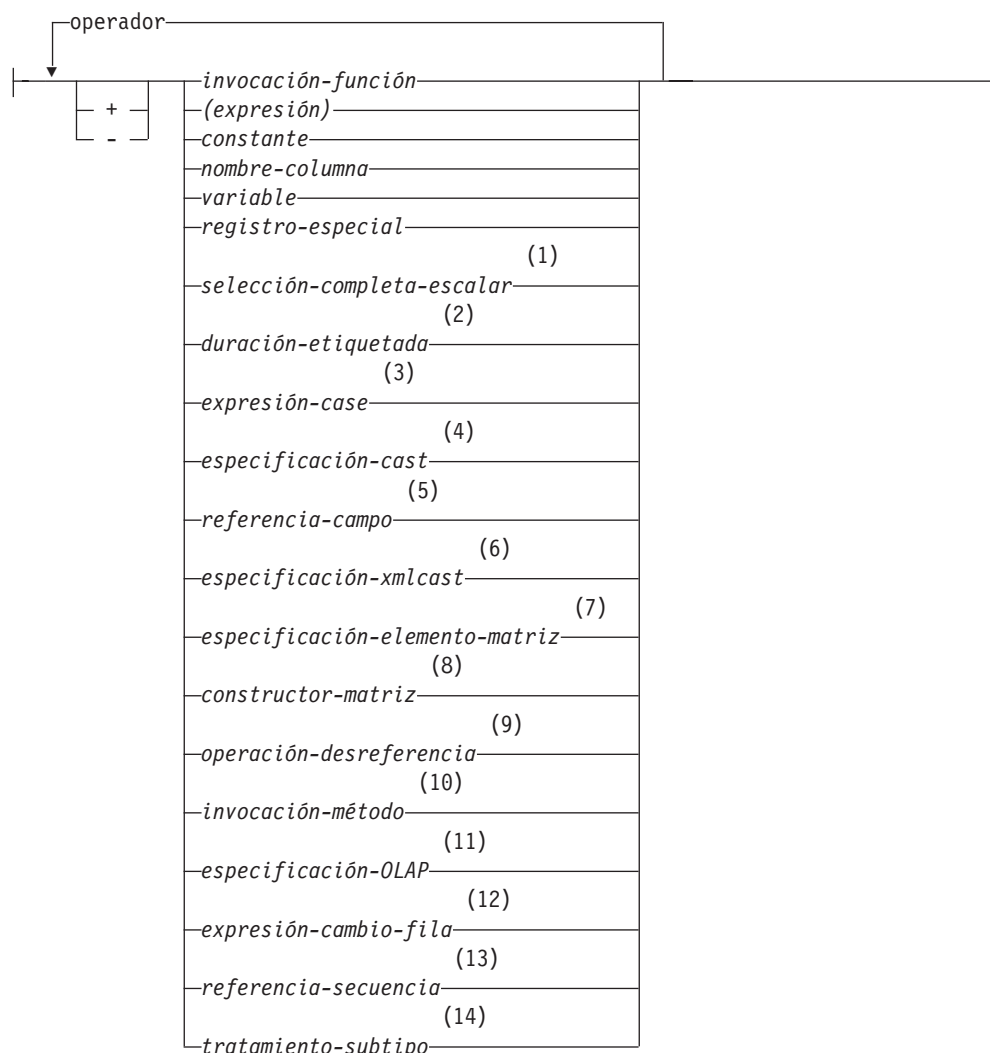 operador
invocación-función
+
(expresión)
-
constante
nombre-columna
variable
registro-especial
(1)
selección-completa-escalar
(2)
duración-etiquetada
(3)
expresión-case
(4)
especificación-cast
(5)
referencia-campo
(6)
especificación-xmlcast
(7)
especificación-elemento-matriz
(8)
constructor-matriz
(9)
operación-desreferencia
(10)
invocación-método
(11)
especificación-OLAP
(12)
expresión-cambio-fila
(13)
referencia-secuencia
(14)
tratamiento-subtipo